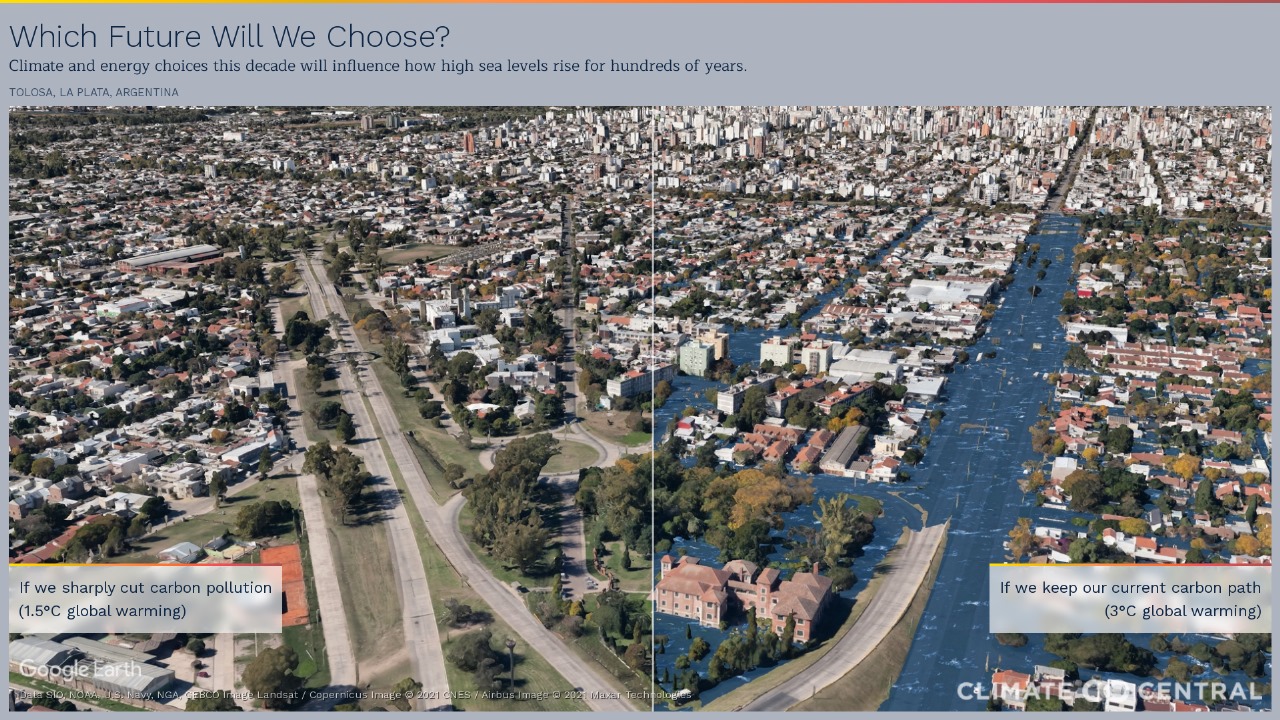 Which Future Will We Choose?
Climate and energy choices this decade will influence how high sea levels rise for hundreds of years.
TOLOSA, LA PLATA, ARGENTINA
If we sharply cut carbon pollution
(1.5°C global warming)
If we keep our current carbon path
(3°C global warming)
Google Earth
Data SIO, NOAA, U.S. Navy, NGA, GEBCO Image Landsat / Copernicus Image © 2021 CNES / Airbus Image © 2021 Maxar Technologies
CLIMATE CENTRAL